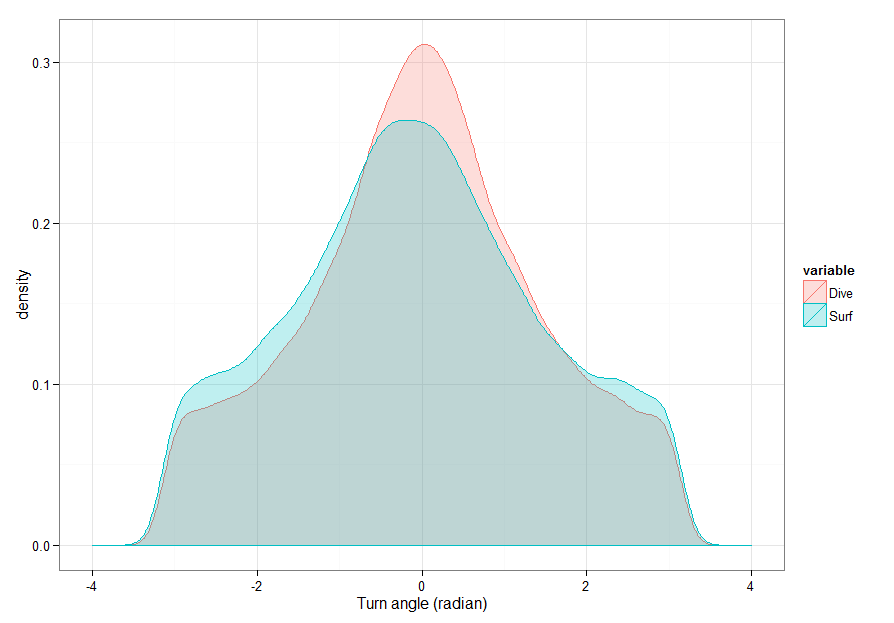 0.3
0.2
0.1
0.0
density
-4
-2
0
2
4
Turn angle (radian)
variable
Dive
Surf